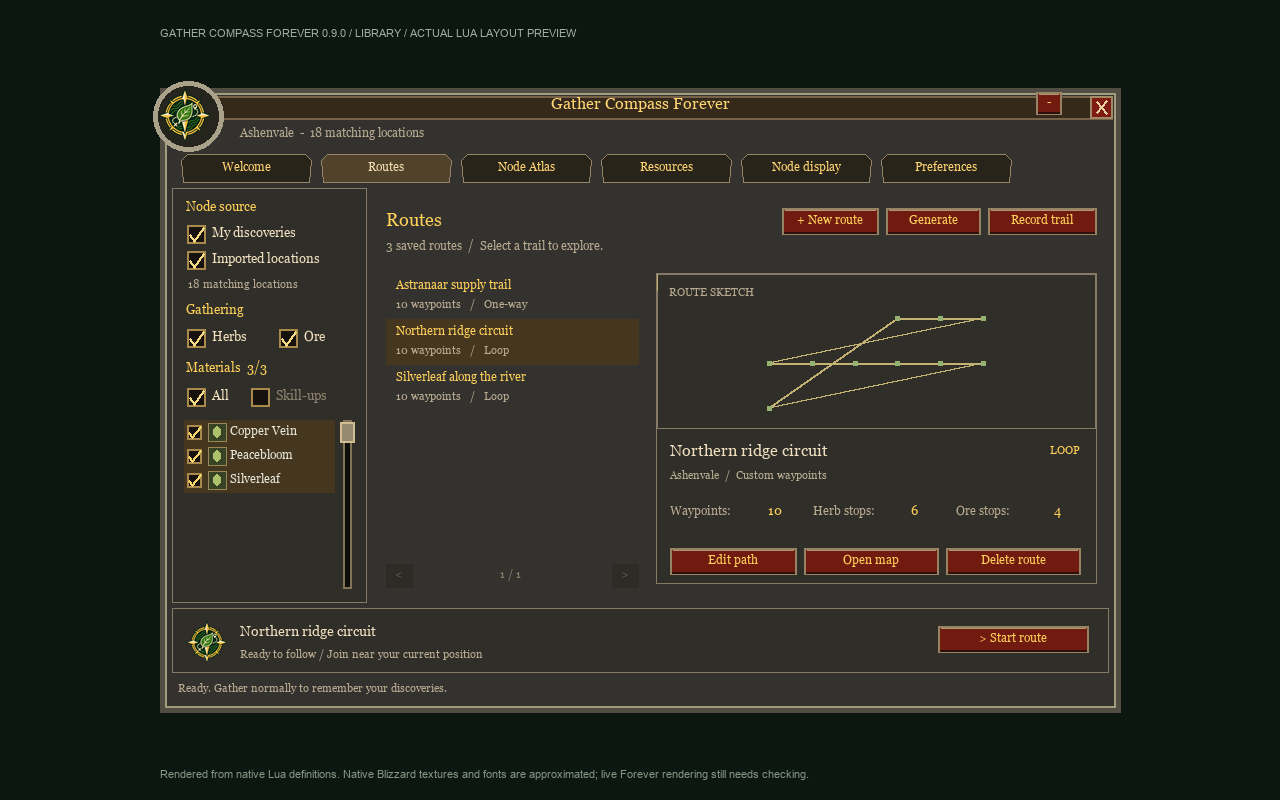 GATHER COMPASS FOREVER 0.9.0 / LIBRARY / ACTUAL LUA LAYOUT PREVIEW
Gather Compass Forever
-
X
Ashenvale - 18 matching locations
Welcome
Routes
Node Atlas
Resources
Node display
Preferences
Node source
My discoveries
Imported locations
18 matching locations
Gathering
Herbs
Ore
Materials 3/3
All
Skill-ups
Copper Vein
Peacebloom
Silverleaf
Routes
3 saved routes / Select a trail to explore.
+ New route
Generate
Record trail
Astranaar supply trail
10 waypoints / One-way
Northern ridge circuit
10 waypoints / Loop
Silverleaf along the river
10 waypoints / Loop
<
1 / 1
>
ROUTE SKETCH
Northern ridge circuit
LOOP
Ashenvale / Custom waypoints
Waypoints: 10 Herb stops: 6 Ore stops: 4
Edit path
Open map
Delete route
Northern ridge circuit
Ready to follow / Join near your current position
> Start route
Ready. Gather normally to remember your discoveries.
Rendered from native Lua definitions. Native Blizzard textures and fonts are approximated; live Forever rendering still needs checking.